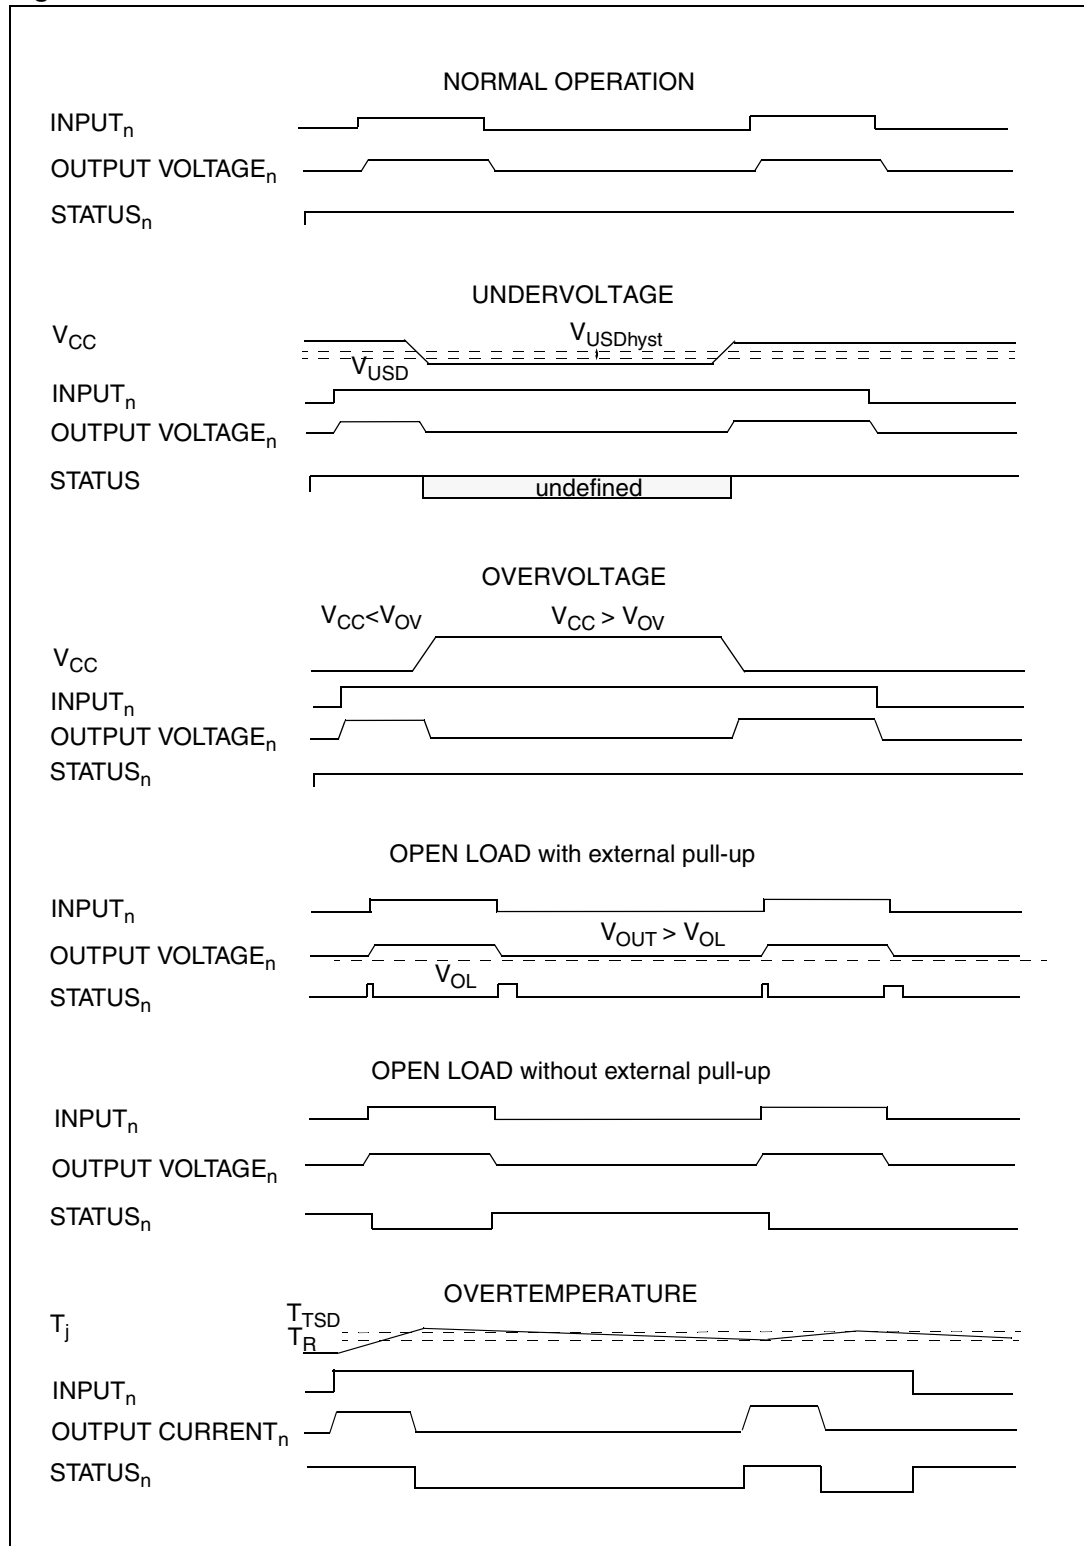 NORMAL OPERATION
INPUTn
OUTPUT VOLTAGEn
STATUSn
UNDERVOLTAGE
VCC
VUSDhyst
VUSD
INPUTn
OUTPUT VOLTAGEn
STATUS
undefined
OVERVOLTAGE
VCC<VOV
VCC > VOV
VCC
INPUTn
OUTPUT VOLTAGEn
STATUSn
OPEN LOAD with external pull-up
INPUTn
VOUT > VOL
OUTPUT VOLTAGEn
VOL
STATUSn
OPEN LOAD without external pull-up
INPUTn
OUTPUT VOLTAGEn
STATUSn
OVERTEMPERATURE
Tj
TTSD
TR
INPUTn
OUTPUT CURRENTn
STATUSn